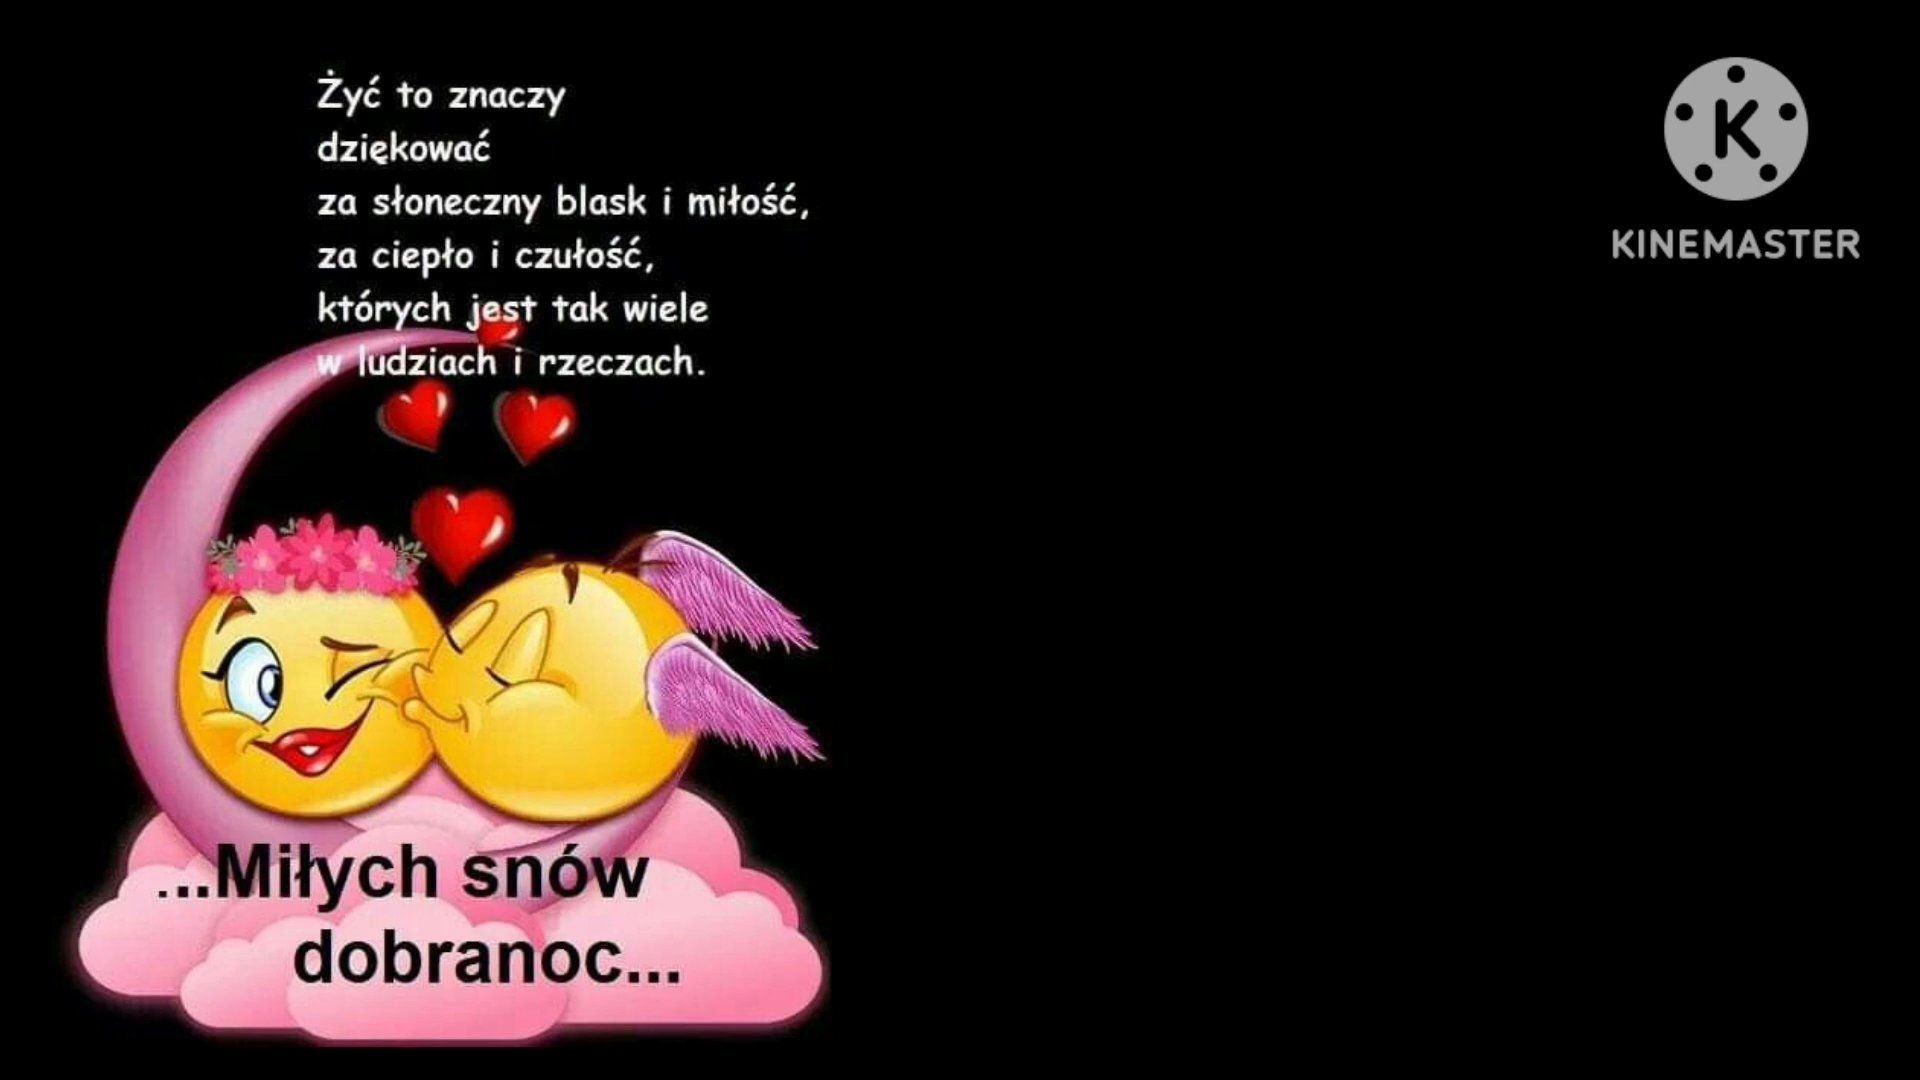 Żyć to znaczy
dziękować
za słoneczny blask i miłość,
za ciepło i czułość,
których jest tak wiele
w ludziach i rzeczach.
K
KINEMASTER
...Miłych snów
dobranoc...